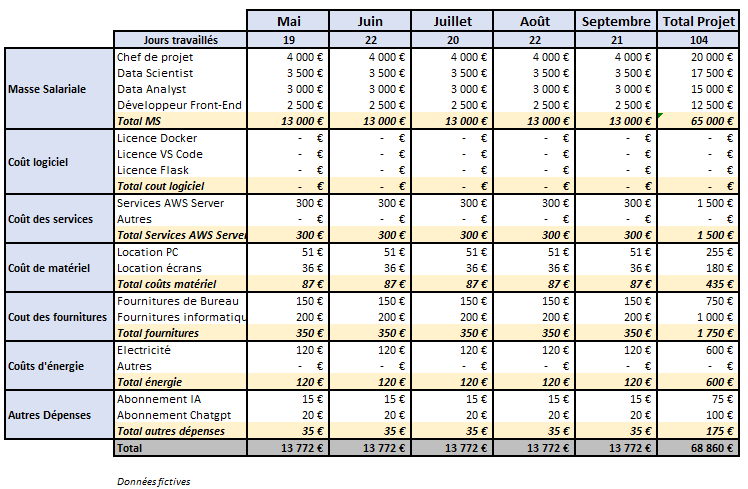 Mai Juin Juillet Août Septembre Total Projet
Jours travaillés 19 22 20 22 21 104
Masse Salariale
Chef de projet 4 000 € 4 000 € 4 000 € 4 000 € 4 000 € 20 000 €
Data Scientist 3 500 € 3 500 € 3 500 € 3 500 € 3 500 € 17 500 €
Data Analyst 3 000 € 3 000 € 3 000 € 3 000 € 3 000 € 15 000 €
Développeur Front-End 2 500 € 2 500 € 2 500 € 2 500 € 2 500 € 12 500 €
Total MS 13 000 € 13 000 € 13 000 € 13 000 € 13 000 € 65 000 €
Coût logiciel
Licence Docker - € - € - € - € - € - €
Licence VS Code - € - € - € - € - € - €
Licence Flask - € - € - € - € - € - €
Total cout logiciel - € - € - € - € - € - €
Coût des services
Services AWS Server 300 € 300 € 300 € 300 € 300 € 1 500 €
Autres - € - € - € - € - € - €
Total Services AWS Server 300 € 300 € 300 € 300 € 300 € 1 500 €
Coût de matériel
Location PC 51 € 51 € 51 € 51 € 51 € 255 €
Location écrans 36 € 36 € 36 € 36 € 36 € 180 €
Total coûts matériel 87 € 87 € 87 € 87 € 87 € 435 €
Cout des fournitures
Fournitures de Bureau 150 € 150 € 150 € 150 € 150 € 750 €
Fournitures informatiqu 200 € 200 € 200 € 200 € 200 € 1 000 €
Total fournitures 350 € 350 € 350 € 350 € 350 € 1 750 €
Coûts d'énergie
Electricité 120 € 120 € 120 € 120 € 120 € 600 €
Autres - € - € - € - € - € - €
Total énergie 120 € 120 € 120 € 120 € 120 € 600 €
Autres Dépenses
Abonnement IA 15 € 15 € 15 € 15 € 15 € 75 €
Abonnement Chatgpt 20 € 20 € 20 € 20 € 20 € 100 €
Total autres dépenses 35 € 35 € 35 € 35 € 35 € 175 €
Total 13 772 € 13 772 € 13 772 € 13 772 € 13 772 € 68 860 €
Données fictives